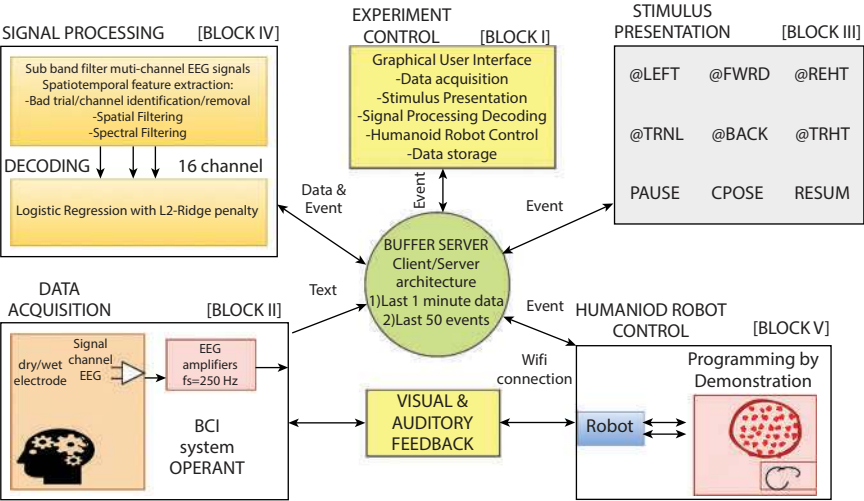 SIGNAL PROCESSING [BLOCK IV]
Sub band filter muti-channel EEG signals
Spatiotemporal feature extraction:
-Bad trial/channel identification/removal
-Spatial Filtering
-Spectral Filtering
DECODING 16 channel
Logistic Regression with L2-Ridge penalty
EXPERIMENT
CONTROL [BLOCK I]
Graphical User Interface
-Data acquisition
-Stimulus Presentation
-Signal Processing Decoding
-Humanoid Robot Control
-Data storage
STIMULUS
PRESENTATION [BLOCK III]
@LEFT @FWRD @REHT
@TRNL @BACK @TRHT
PAUSE CPOSE RESUM
Data &
Event
Event
Event
BUFFER SERVER
Client/Server
architecture
1)Last 1 minute data
2)Last 50 events
Text
Event
DATA
ACQUISITION [BLOCK II]
dry/wet
electrode
Signal
channel
EEG
EEG
amplifiers
fs=250 Hz
BCI
system
OPERANT
VISUAL &
AUDITORY
FEEDBACK
Wifi
connection
HUMANIOD ROBOT
CONTROL [BLOCK V]
Programming by
Demonstration
Robot